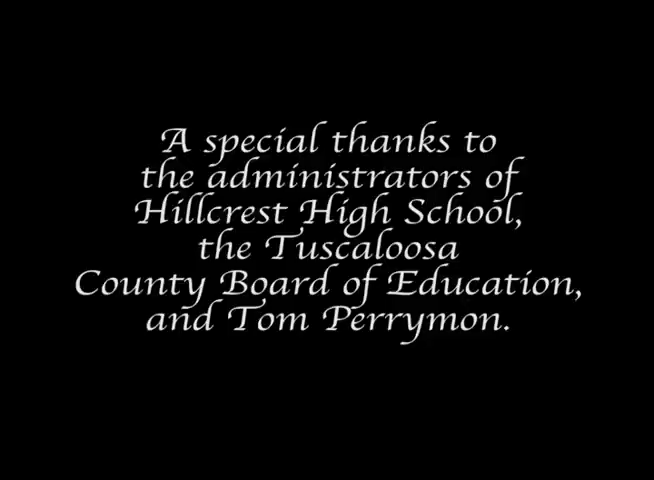 A special thanks to
the administrators of
Hillcrest High School,
the Tuscaloosa
County Board of Education,
and Tom Perrymon.